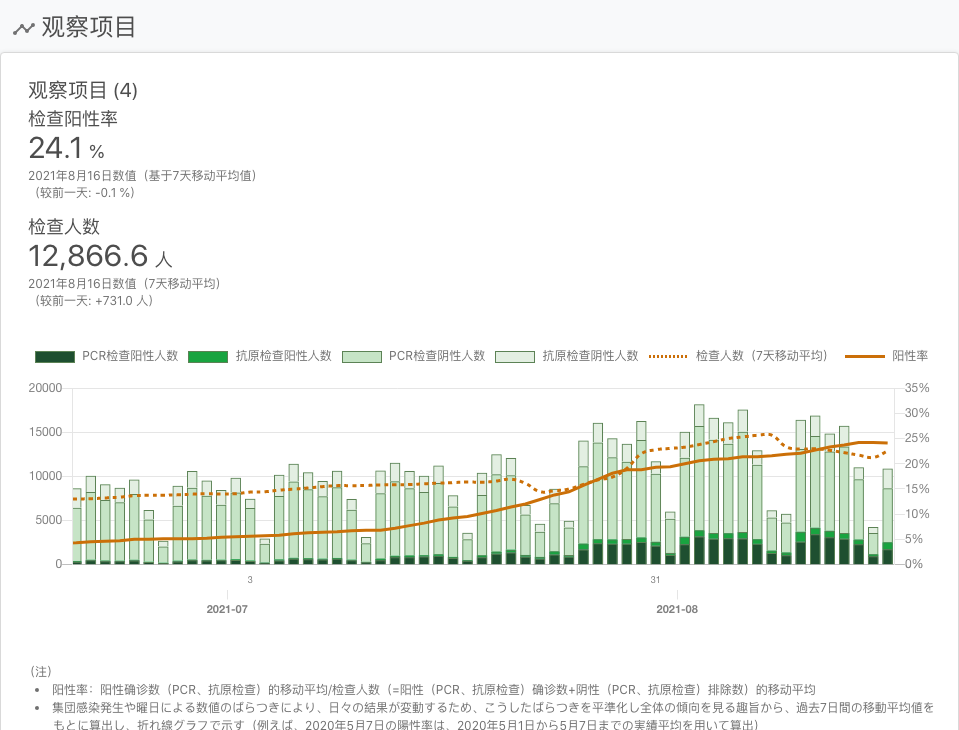 观察项目
观察项目 (4)
检查阳性率
24.1 %
2021年8月16日数值（基于7天移动平均值）
（较前一天: -0.1 %）
检查人数
12,866.6 人
2021年8月16日数值（7天移动平均）
（较前一天: +731.0 人）
PCR检查阳性人数 抗原检查阳性人数 PCR检查阴性人数 抗原检查阴性人数 检查人数（7天移动平均） 阳性率
20000 35%
30%
15000 25%
20%
10000 15%
5000 10%
5%
0 0%
3 31
2021-07 2021-08
（注）
• 阳性率：阳性确诊数（PCR、抗原检查）的移动平均/检查人数（=阳性（PCR、抗原检查）确诊数+阴性（PCR、抗原检查）排除数）的移动平均
• 集団感染発生や曜日による数値のばらつきにより、日々の結果が変動するため、こうしたばらつきを平準化し全体の傾向を見る趣旨から、過去7日間の移動平均値を
もとに算出し、折れ線グラフで示す（例えば、2020年5月7日の陽性率は、2020年5月1日から5月7日までの実績平均を用いて算出）